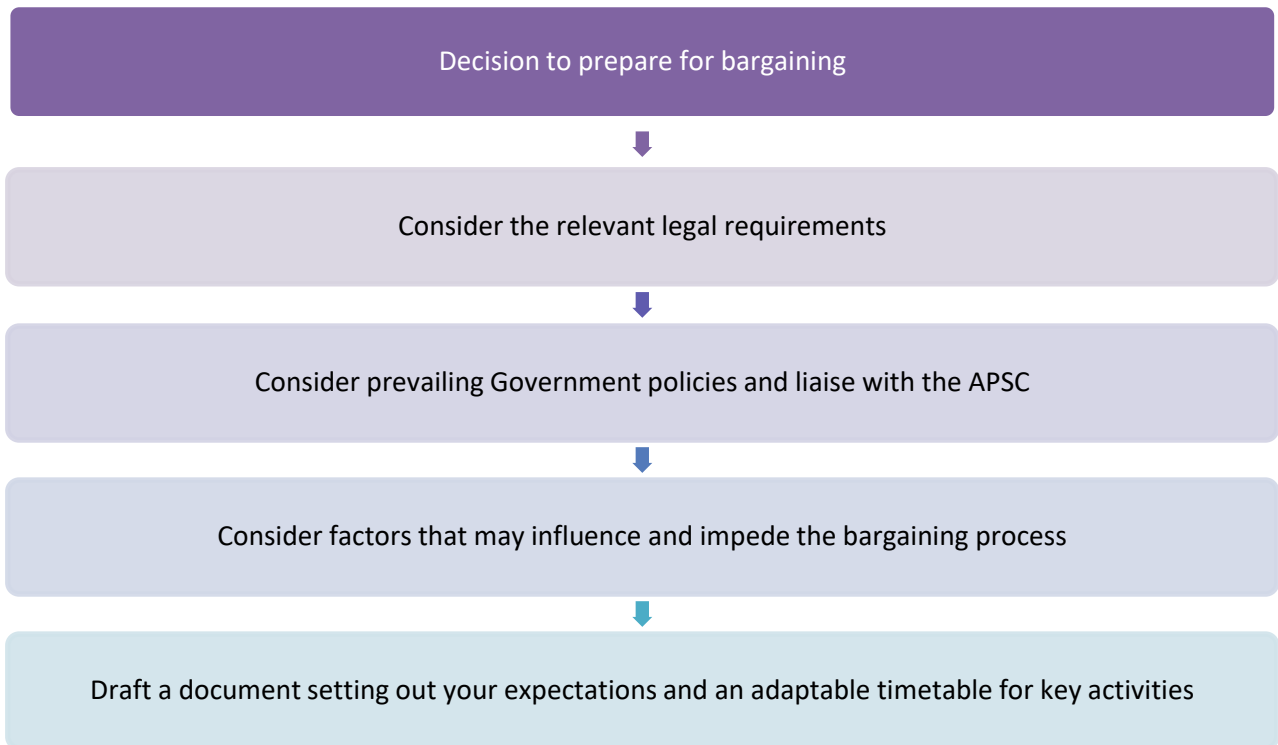 Decision to prepare for bargaining
Consider the relevant legal requirements
Consider prevailing Government policies and liaise with the APSC
Consider factors that may influence and impede the bargaining process
Draft a document setting out your expectations and an adaptable timetable for key activities